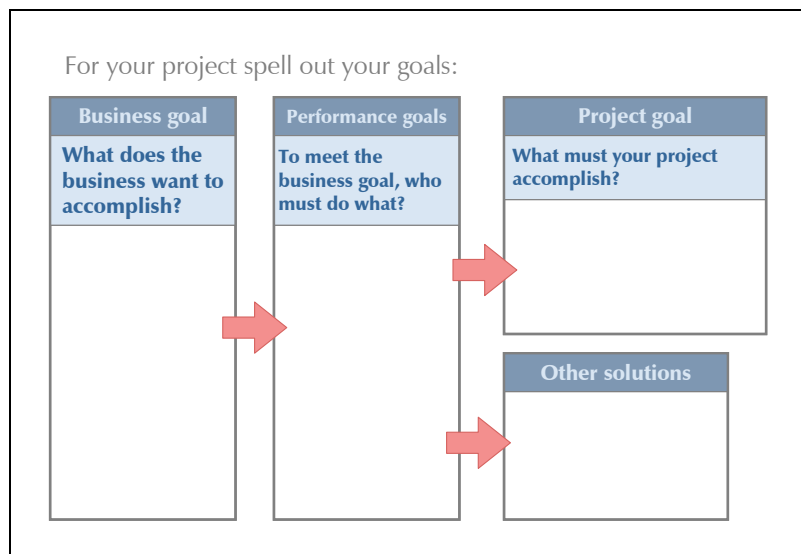 For your project spell out your goals:
Business goal
What does the
business want to
accomplish?
Performance goals
To meet the
business goal, who
must do what?
Project goal
What must your project
accomplish?
Other solutions